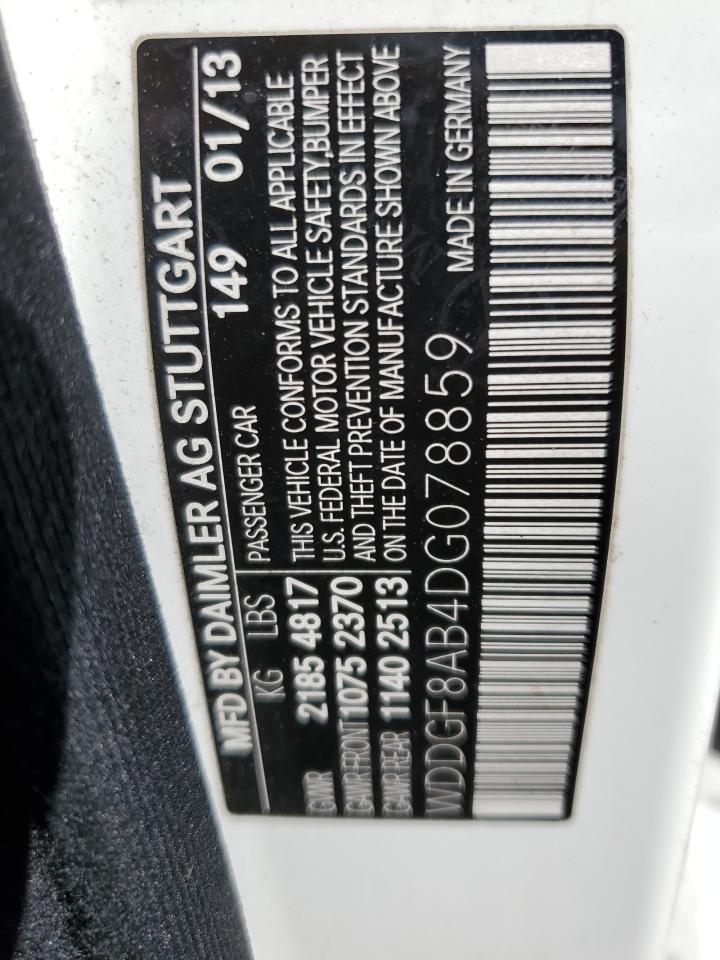 MFD BY DAIMLER AG STUTTGART
KG LBS 149 01/13
PASSENGER CAR
GVWR 2185 4817 THIS VEHICLE CONFORMS TO ALL APPLICABLE
U.S. FEDERAL MOTOR VEHICLE SAFETY,BUMPER
GAWR FRONT 1075 2370 AND THEFT PREVENTION STANDARDS IN EFFECT
GAWR REAR 1140 2513 ON THE DATE OF MANUFACTURE SHOWN ABOVE
WDDGF8AB4DG078859 MADE IN GERMANY